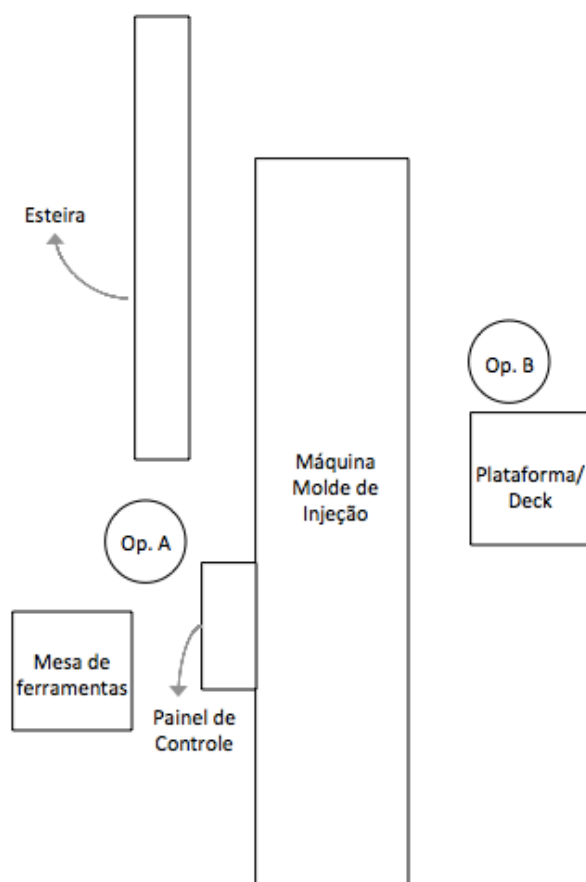 Esteira
Op. B
Máquina
Molde de
Injeção
Plataforma/
Deck
Op. A
Mesa de
ferramentas
Painel de
Controle